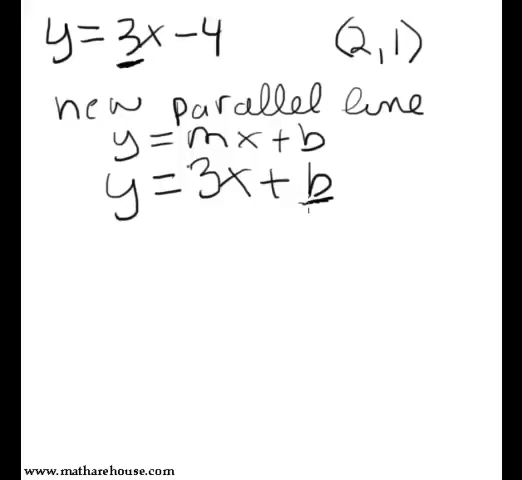 y = 3x - 4 (2, 1)
new parallel line
y = mx + b
y = 3x + b
www.matharehouse.com